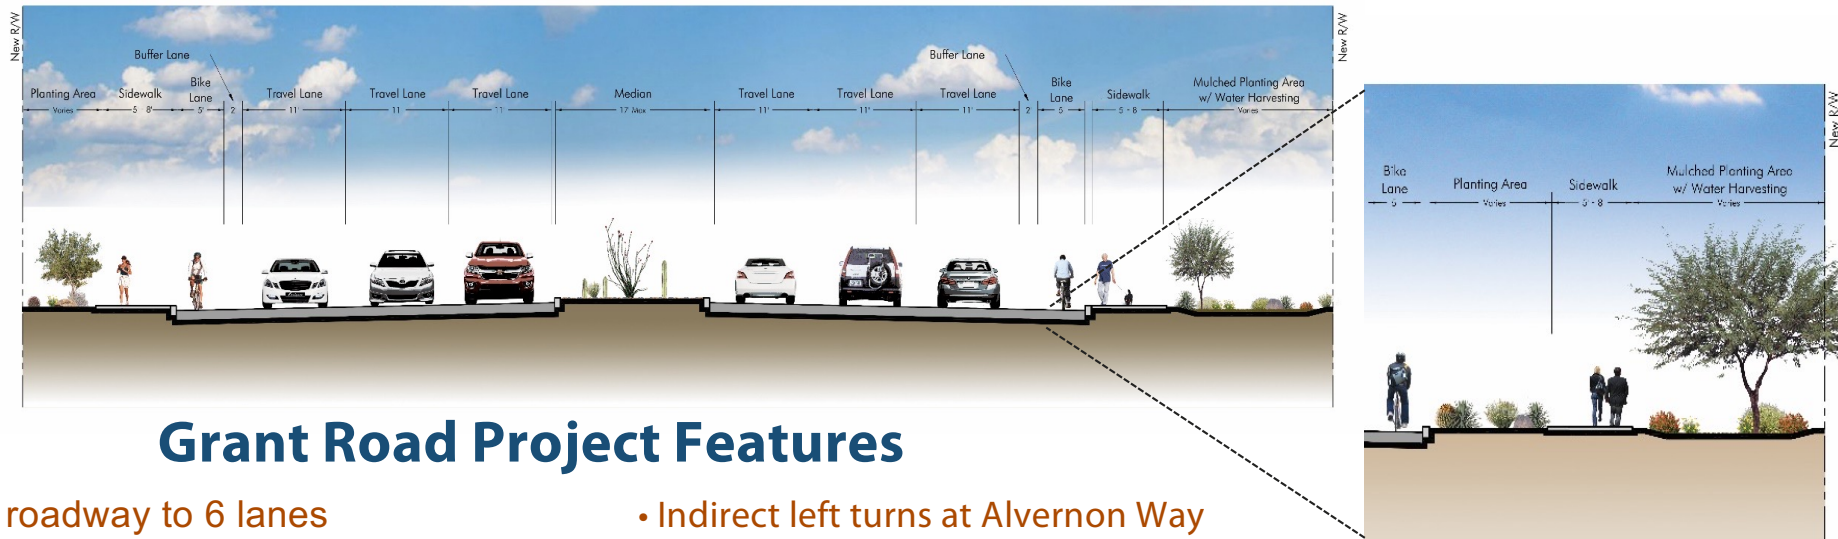 New R/W
New R/W
Buffer Lane
Buffer Lane
Planting Area
Sidewalk
Bike
Lane
Travel Lane
Travel Lane
Travel Lane
Median
Travel Lane
Travel Lane
Travel Lane
Bike
Lane
Sidewalk
Mulched Planting Area
w/ Water Harvesting
Varies
5' 8'
5'
2'
11'
11'
11'
17' Max
11'
11'
11'
2'
5 - 8
Varies
New R/W
Bike
Lane
Planting Area
Sidewalk
Mulched Planting Area
w/ Water Harvesting
Varies
5' - 8
Varies
Grant Road Project Features
roadway to 6 lanes
• Indirect left turns at Alvernon Way